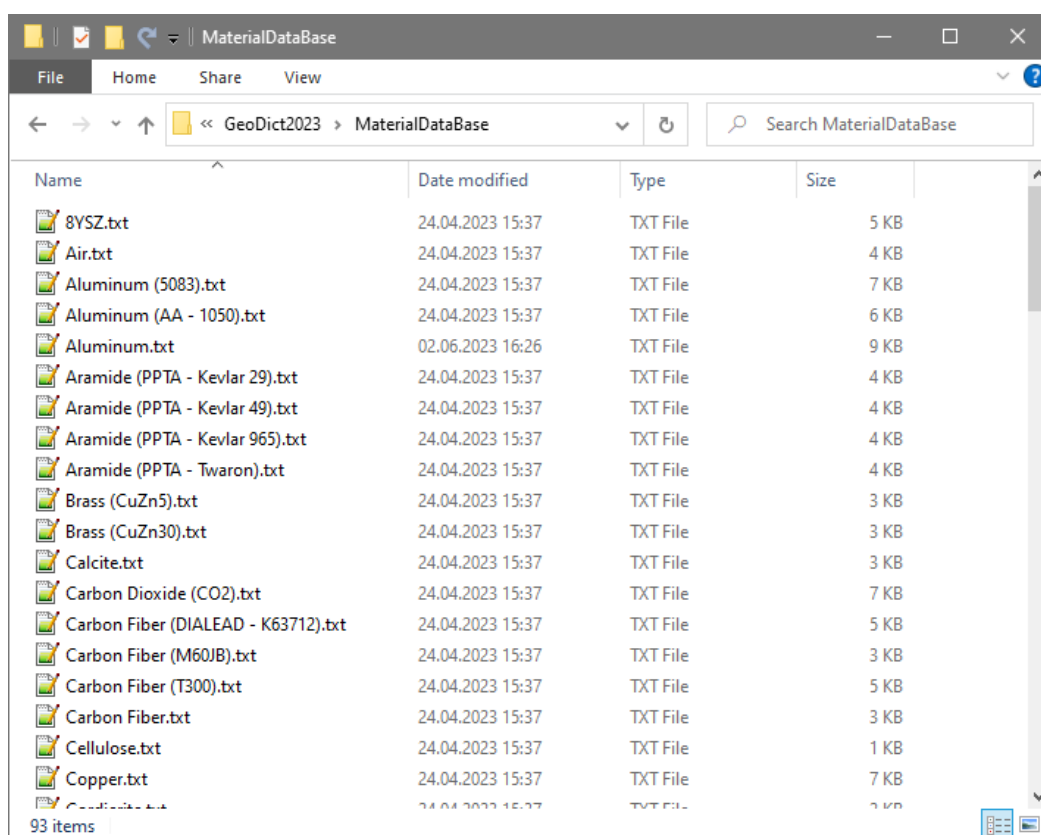 MaterialDataBase
File Home Share View ?
« GeoDict2023 > MaterialDataBase Search MaterialDataBase
Name Date modified Type Size
8YSZ.txt 24.04.2023 15:37 TXT File 5 KB
Air.txt 24.04.2023 15:37 TXT File 4 KB
Aluminum (5083).txt 24.04.2023 15:37 TXT File 7 KB
Aluminum (AA - 1050).txt 24.04.2023 15:37 TXT File 6 KB
Aluminum.txt 02.06.2023 16:26 TXT File 9 KB
Aramide (PPTA - Kevlar 29).txt 24.04.2023 15:37 TXT File 4 KB
Aramide (PPTA - Kevlar 49).txt 24.04.2023 15:37 TXT File 4 KB
Aramide (PPTA - Kevlar 965).txt 24.04.2023 15:37 TXT File 4 KB
Aramide (PPTA - Twaron).txt 24.04.2023 15:37 TXT File 4 KB
Brass (CuZn5).txt 24.04.2023 15:37 TXT File 3 KB
Brass (CuZn30).txt 24.04.2023 15:37 TXT File 3 KB
Calcite.txt 24.04.2023 15:37 TXT File 3 KB
Carbon Dioxide (CO2).txt 24.04.2023 15:37 TXT File 7 KB
Carbon Fiber (DIALEAD - K63712).txt 24.04.2023 15:37 TXT File 5 KB
Carbon Fiber (M60JB).txt 24.04.2023 15:37 TXT File 3 KB
Carbon Fiber (T300).txt 24.04.2023 15:37 TXT File 5 KB
Carbon Fiber.txt 24.04.2023 15:37 TXT File 3 KB
Cellulose.txt 24.04.2023 15:37 TXT File 1 KB
Copper.txt 24.04.2023 15:37 TXT File 7 KB
24.04.2023 15:37 TXT File
93 items